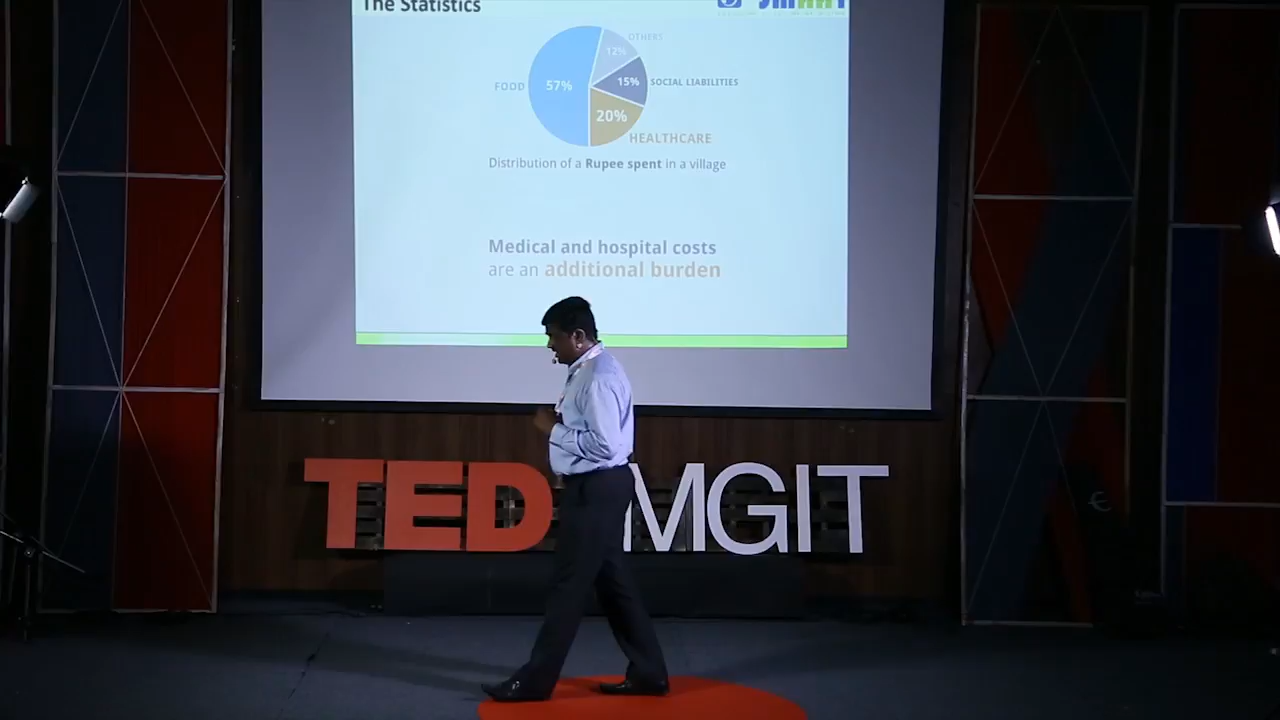 The Statistics
OTHERS
12%
FOOD
57%
15%
SOCIAL LIABILITIES
20%
HEALTHCARE
Distribution of a Rupee spent in a village
Medical and hospital costs
are an additional burden
TED MGIT
€